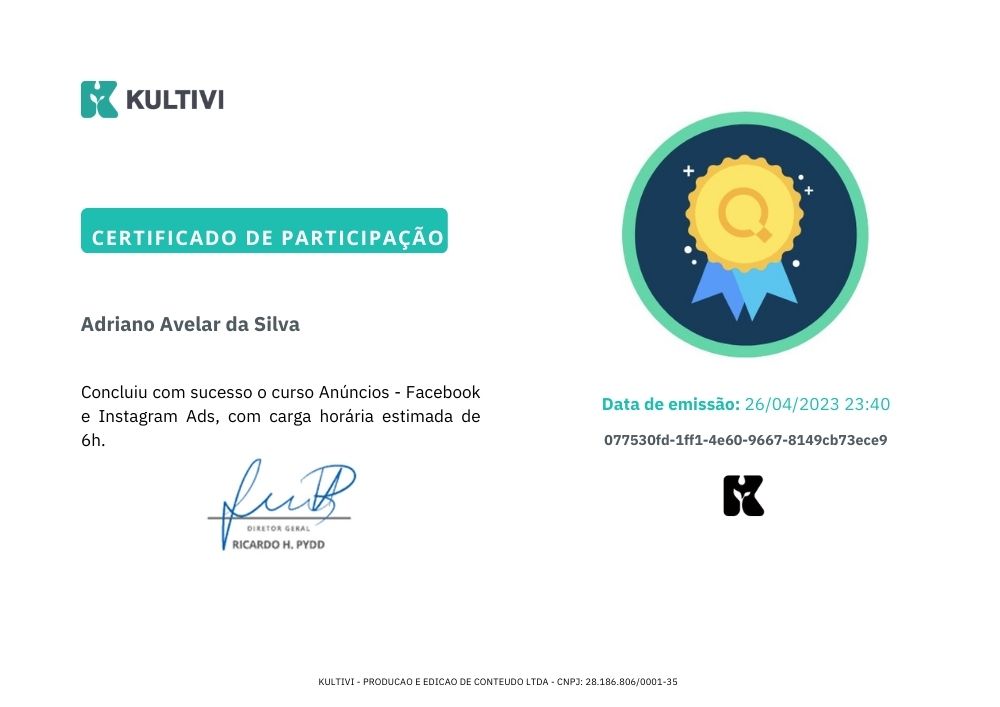 KULTIVI
CERTIFICADO DE PARTICIPAÇÃO
Adriano Avelar da Silva
Concluiu com sucesso o curso Anúncios - Facebook
e Instagram Ads, com carga horária estimada de
6h.
DIRETOR GERAL
RICARDO H. PYDD
Data de emissão: 26/04/2023 23:40
077530fd-1ff1-4e60-9667-8149cb73ece9
KULTIVI - PRODUCAO E EDICAO DE CONTEUDO LTDA - CNPJ: 28.186.806/0001-35